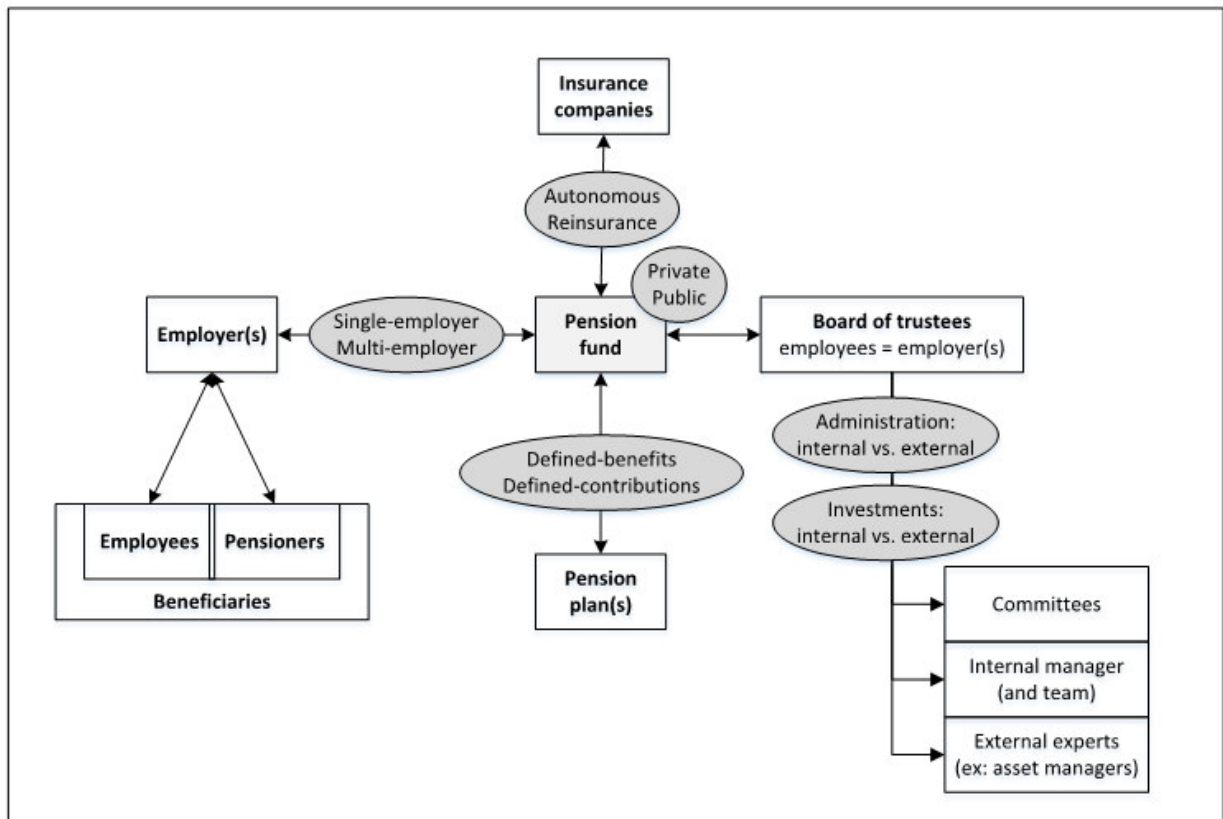 Insurance
companies
Autonomous
Reinsurance
Private
Public
Employer(s)
Single-employer
Multi-employer
Pension
fund
Board of trustees
employees = employer(s)
Administration:
internal vs. external
Defined-benefits
Defined-contributions
Investments:
internal vs. external
Employees
Pensioners
Beneficiaries
Pension
plan(s)
Committees
Internal manager
(and team)
External experts
(ex: asset managers)